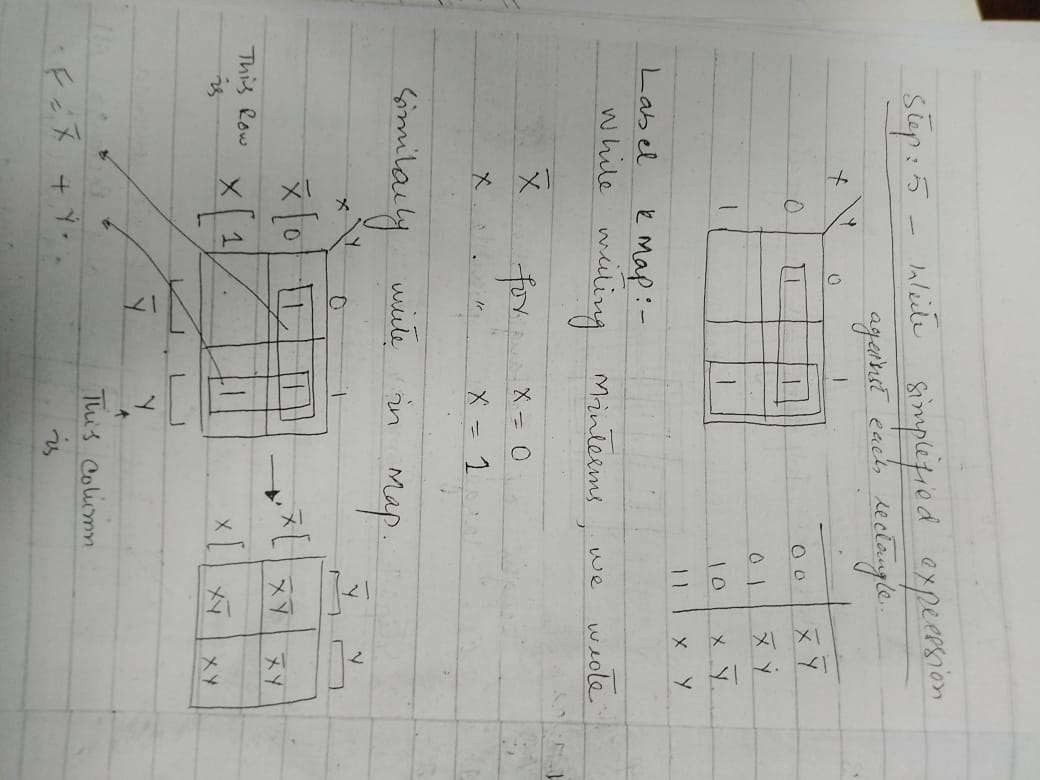 Step: 5 - Write simplified expression
against each rectangle.
X Y 0 1
0 1 1
1 1
00 X̄ Ȳ
01 X̄ Y
10 X Ȳ
11 X Y
Label K Map:-
While writing Minterms, we wrote
X̄ for X = 0
X " X = 1
Similarly write in Map.
X Y 0 1
X̄ [ 0 1 1
X [ 1 1
This Row
is
Ȳ Y
This Column
is
→
Ȳ Y
X̄ [ X̄Ȳ X̄Y
X [ XȲ XY
F = X̄ + Y.